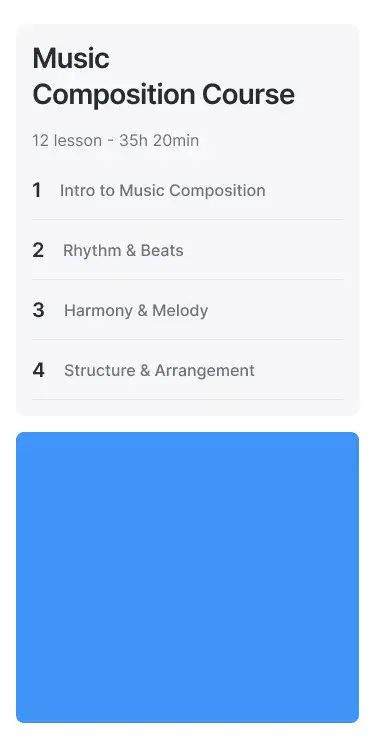 Music
Composition Course
12 lesson - 35h 20min
1 Intro to Music Composition
2 Rhythm & Beats
3 Harmony & Melody
4 Structure & Arrangement